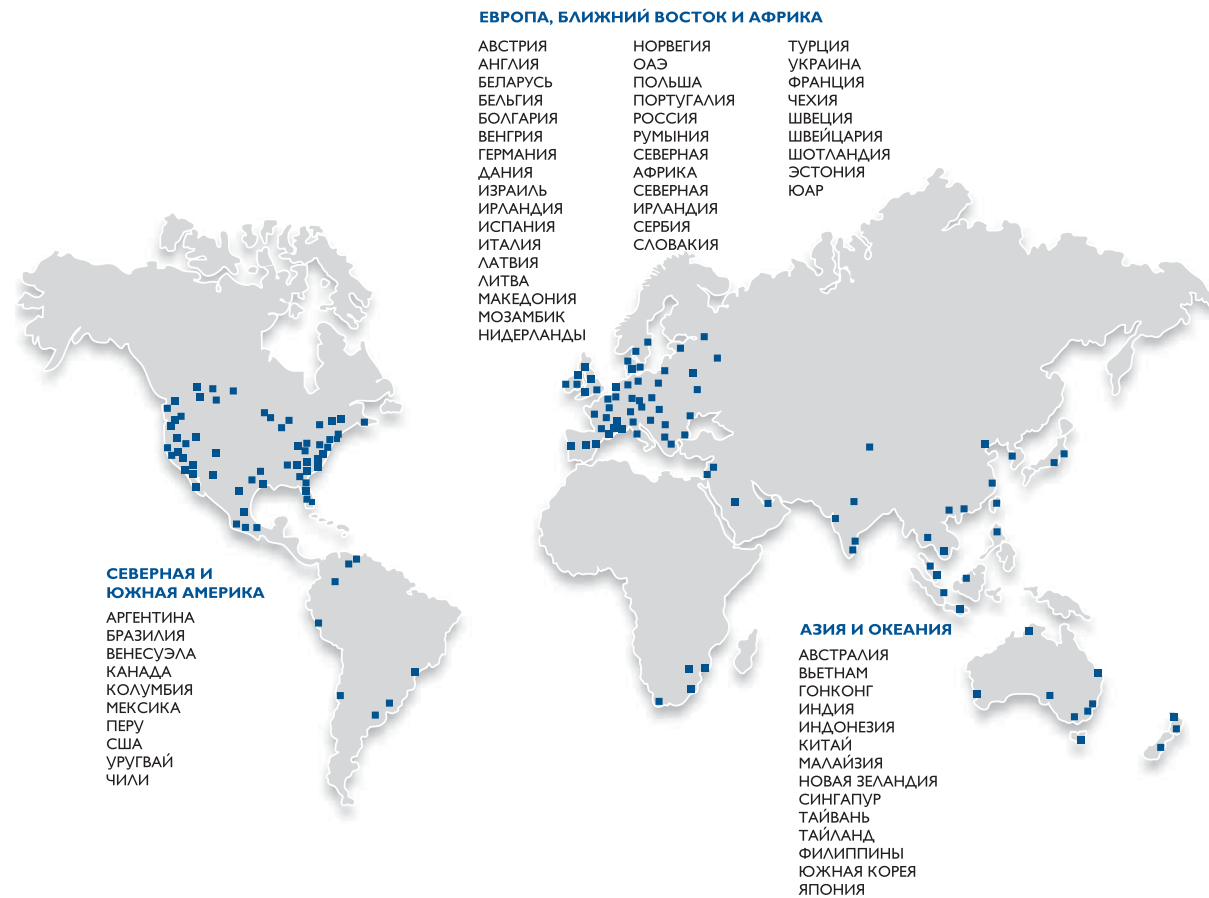 ЕВРОПА, БЛИЖНИЙ ВОСТОК И АФРИКА
АВСТРИЯ
АНГЛИЯ
БЕЛАРУСЬ
БЕЛЬГИЯ
БОЛГАРИЯ
ВЕНГРИЯ
ГЕРМАНИЯ
ДАНИЯ
ИЗРАИЛЬ
ИРЛАНДИЯ
ИСПАНИЯ
ИТАЛИЯ
ЛАТВИЯ
ЛИТВА
МАКЕДОНИЯ
МОЗАМБИК
НИДЕРЛАНДЫ
НОРВЕГИЯ
ОАЭ
ПОЛЬША
ПОРТУГАЛИЯ
РОССИЯ
РУМЫНИЯ
СЕВЕРНАЯ
АФРИКА
СЕВЕРНАЯ
ИРЛАНДИЯ
СЕРБИЯ
СЛОВАКИЯ
ТУРЦИЯ
УКРАИНА
ФРАНЦИЯ
ЧЕХИЯ
ШВЕЦИЯ
ШВЕЙЦАРИЯ
ШОТЛАНДИЯ
ЭСТОНИЯ
ЮАР
СЕВЕРНАЯ И
ЮЖНАЯ АМЕРИКА
АРГЕНТИНА
БРАЗИЛИЯ
ВЕНЕСУЭЛА
КАНАДА
КОЛУМБИЯ
МЕКСИКА
ПЕРУ
США
УРУГВАЙ
ЧИЛИ
АЗИЯ И ОКЕАНИЯ
АВСТРАЛИЯ
ВЬЕТНАМ
ГОНКОНГ
ИНДИЯ
ИНДОНЕЗИЯ
КИТАЙ
МАЛАЙЗИЯ
НОВАЯ ЗЕЛАНДИЯ
СИНГАПУР
ТАЙВАНЬ
ТАЙЛАНД
ФИЛИППИНЫ
ЮЖНАЯ КОРЕЯ
ЯПОНИЯ